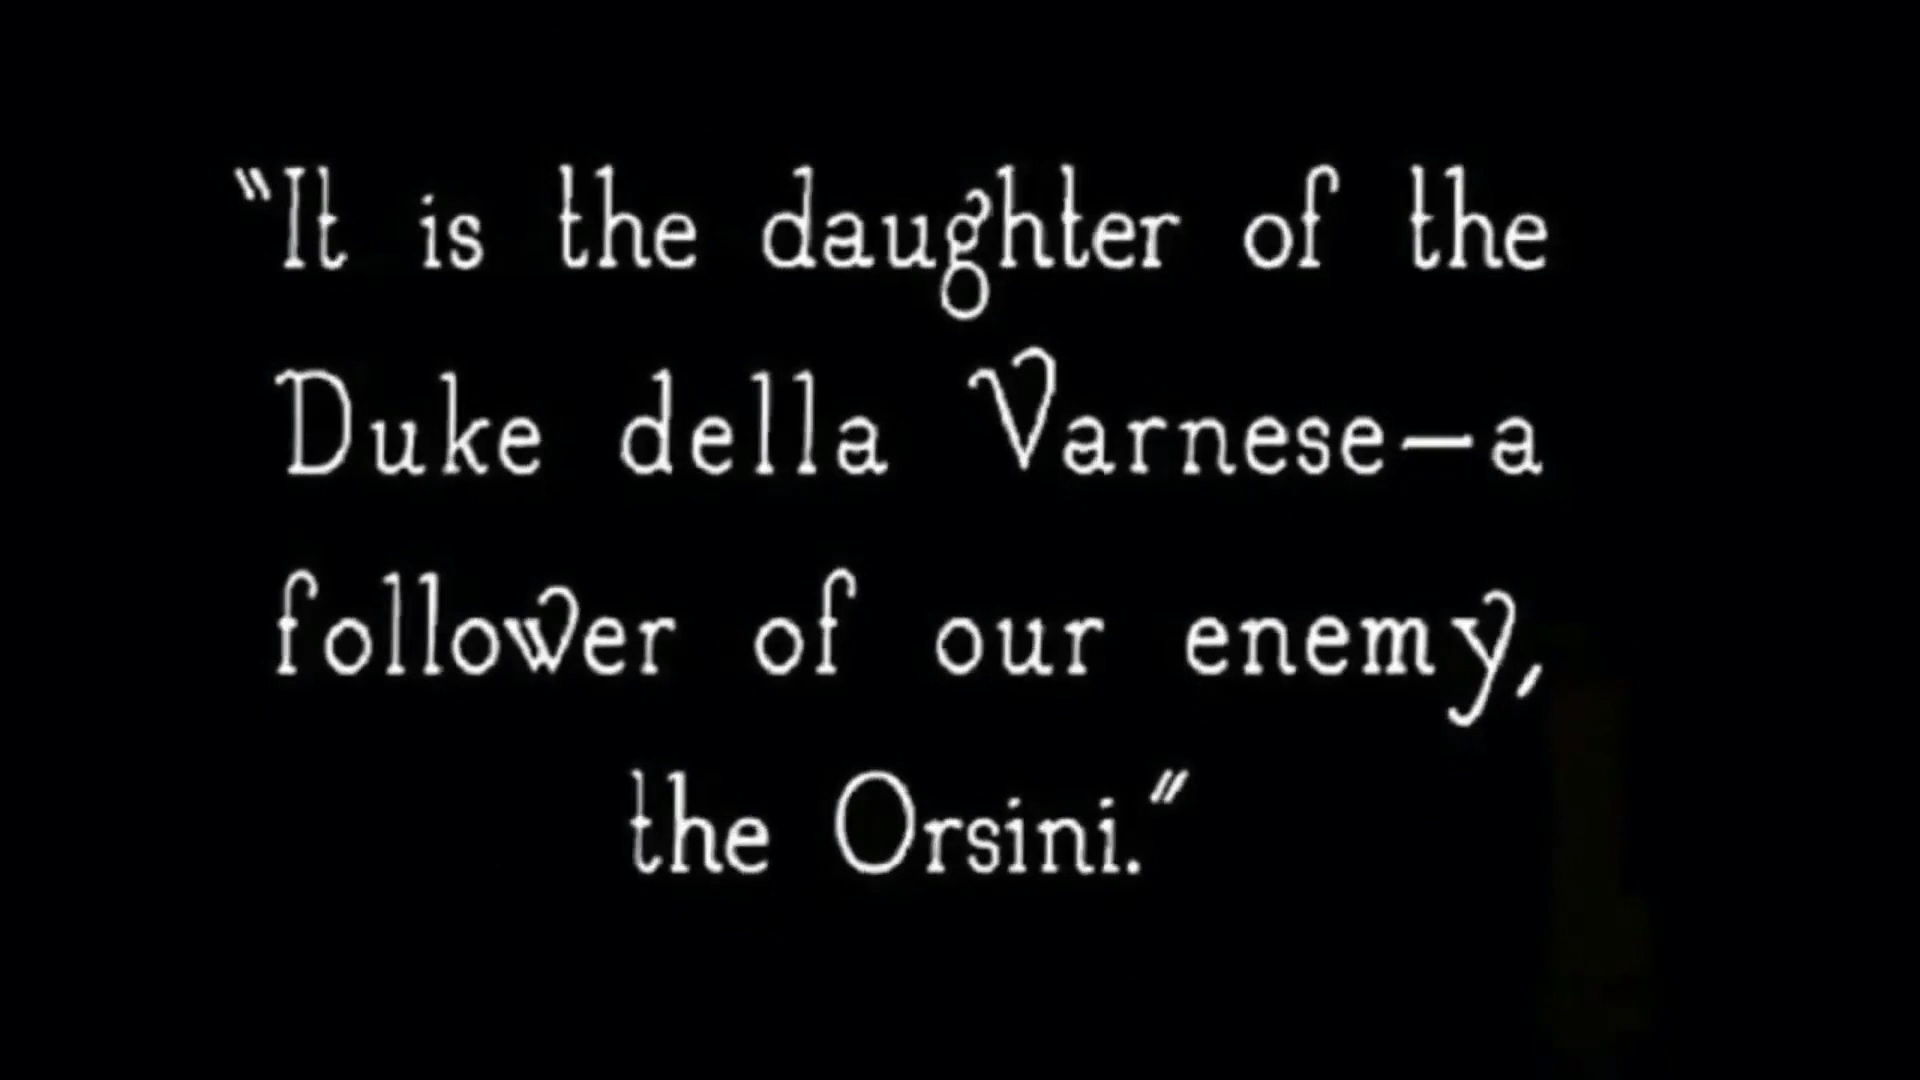 “It is the daughter of the
Duke della Varnese—a
follower of our enemy,
the Orsini.”